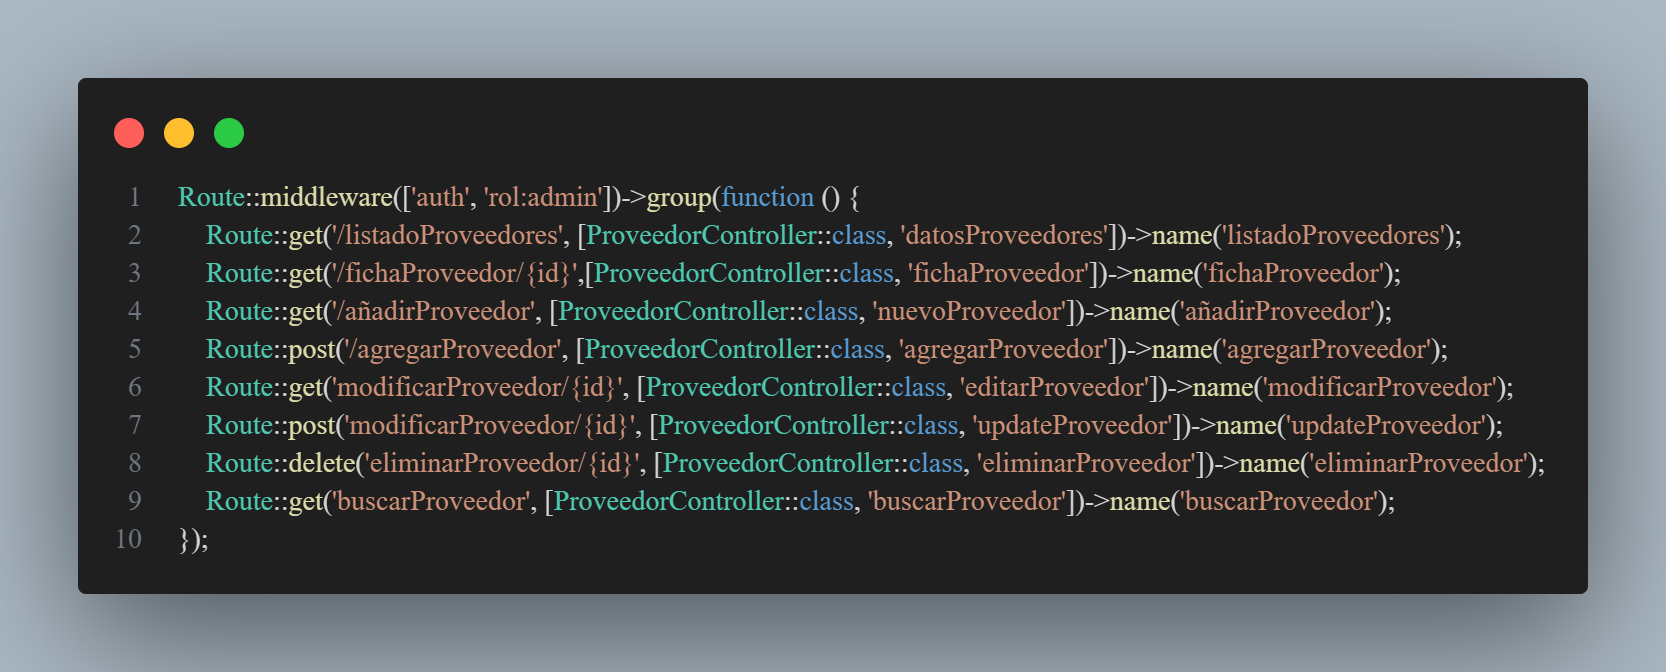 1 Route::middleware(['auth', 'rol:admin'])->group(function () {
2 Route::get('/listadoProveedores', [ProveedorController::class, 'datosProveedores'])->name('listadoProveedores');
3 Route::get('/fichaProveedor/{id}',[ProveedorController::class, 'fichaProveedor'])->name('fichaProveedor');
4 Route::get('/añadirProveedor', [ProveedorController::class, 'nuevoProveedor'])->name('añadirProveedor');
5 Route::post('/agregarProveedor', [ProveedorController::class, 'agregarProveedor'])->name('agregarProveedor');
6 Route::get('modificarProveedor/{id}', [ProveedorController::class, 'editarProveedor'])->name('modificarProveedor');
7 Route::post('modificarProveedor/{id}', [ProveedorController::class, 'updateProveedor'])->name('updateProveedor');
8 Route::delete('eliminarProveedor/{id}', [ProveedorController::class, 'eliminarProveedor'])->name('eliminarProveedor');
9 Route::get('buscarProveedor', [ProveedorController::class, 'buscarProveedor'])->name('buscarProveedor');
10 });